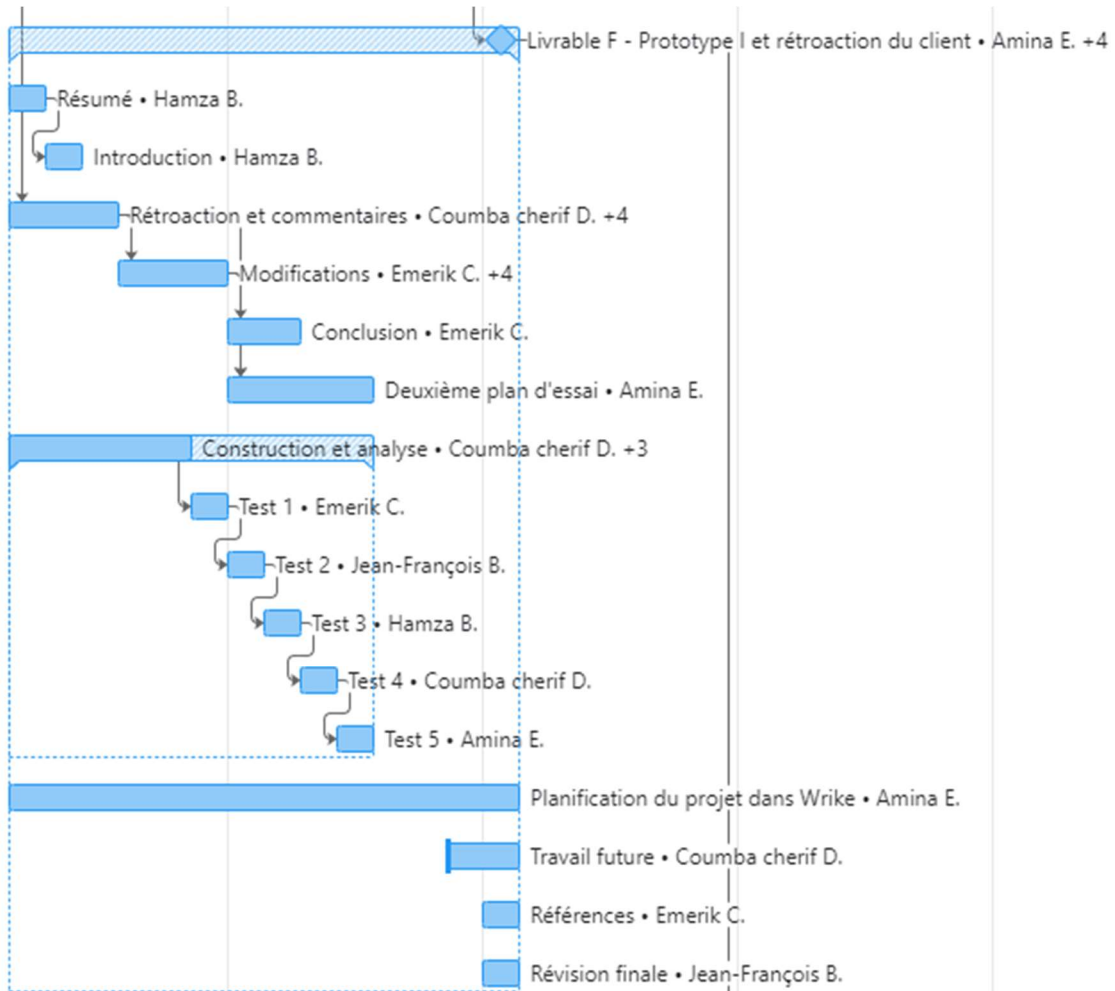 Livrable F - Prototype I et rétroaction du client • Amina E. +4
Résumé • Hamza B.
Introduction • Hamza B.
Rétroaction et commentaires • Coumba cherif D. +4
Modifications • Emerik C. +4
Conclusion • Emerik C.
Deuxième plan d'essai • Amina E.
Construction et analyse • Coumba cherif D. +3
Test 1 • Emerik C.
Test 2 • Jean-François B.
Test 3 • Hamza B.
Test 4 • Coumba cherif D.
Test 5 • Amina E.
Planification du projet dans Wrike • Amina E.
Travail future • Coumba cherif D.
Références • Emerik C.
Révision finale • Jean-François B.